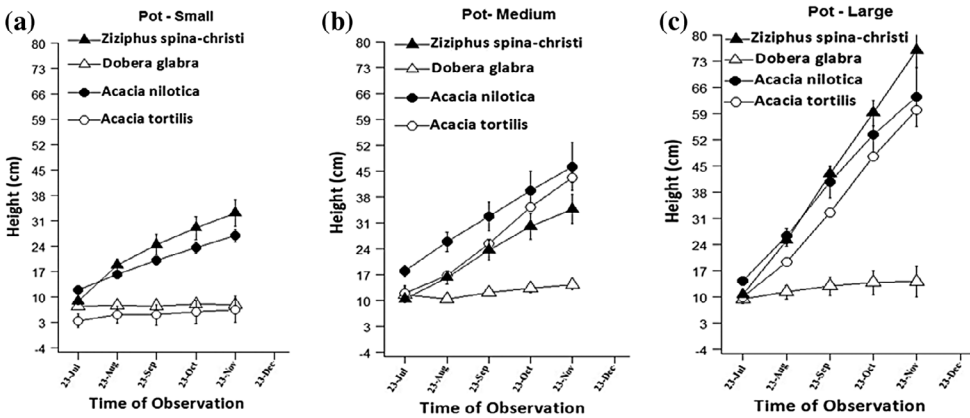 (a)
Pot - Small
80
73
66
59
52
45
38
31
24
17
10
3
-4
Height (cm)
Ziziphus spina-christi
Dobera glabra
Acacia nilotica
Acacia tortilis
23-Jul
23-Aug
23-Sep
23-Oct
23-Nov
23-Dec
Time of Observation
(b)
Pot- Medium
80
73
66
59
52
45
38
31
24
17
10
3
-4
Height (cm)
Ziziphus spina-christi
Dobera glabra
Acacia nilotica
Acacia tortilis
23-Jul
23-Aug
23-Sep
23-Oct
23-Nov
23-Dec
Time of Observation
(c)
Pot - Large
80
73
66
59
52
45
38
31
24
17
10
3
-4
Height (cm)
Ziziphus spina-christi
Dobera glabra
Acacia nilotica
Acacia tortilis
23-Jul
23-Aug
23-Sep
23-Oct
23-Nov
23-Dec
Time of Observation